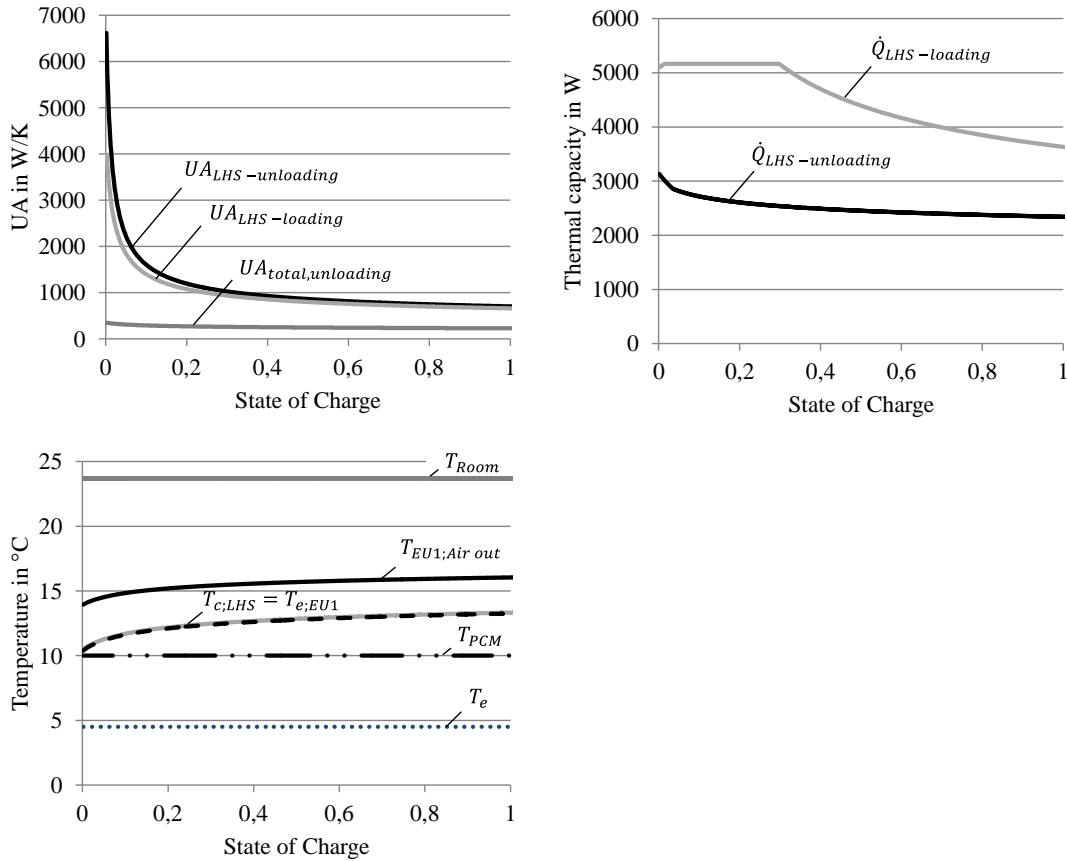 7000
6000
5000
4000
3000
2000
1000
0
UA in W/K
UA_{LHS-unloading}
UA_{LHS-loading}
UA_{total,unloading}
0 0,2 0,4 0,6 0,8 1
State of Charge
6000
5000
4000
3000
2000
1000
0
Thermal capacity in W
Q̇_{LHS-loading}
Q̇_{LHS-unloading}
0 0,2 0,4 0,6 0,8 1
State of Charge
25
20
15
10
5
0
Temperature in °C
T_{Room}
T_{EU1;Air out}
T_{c;LHS} = T_{e;EU1}
T_{PCM}
T_e
0 0,2 0,4 0,6 0,8 1
State of Charge